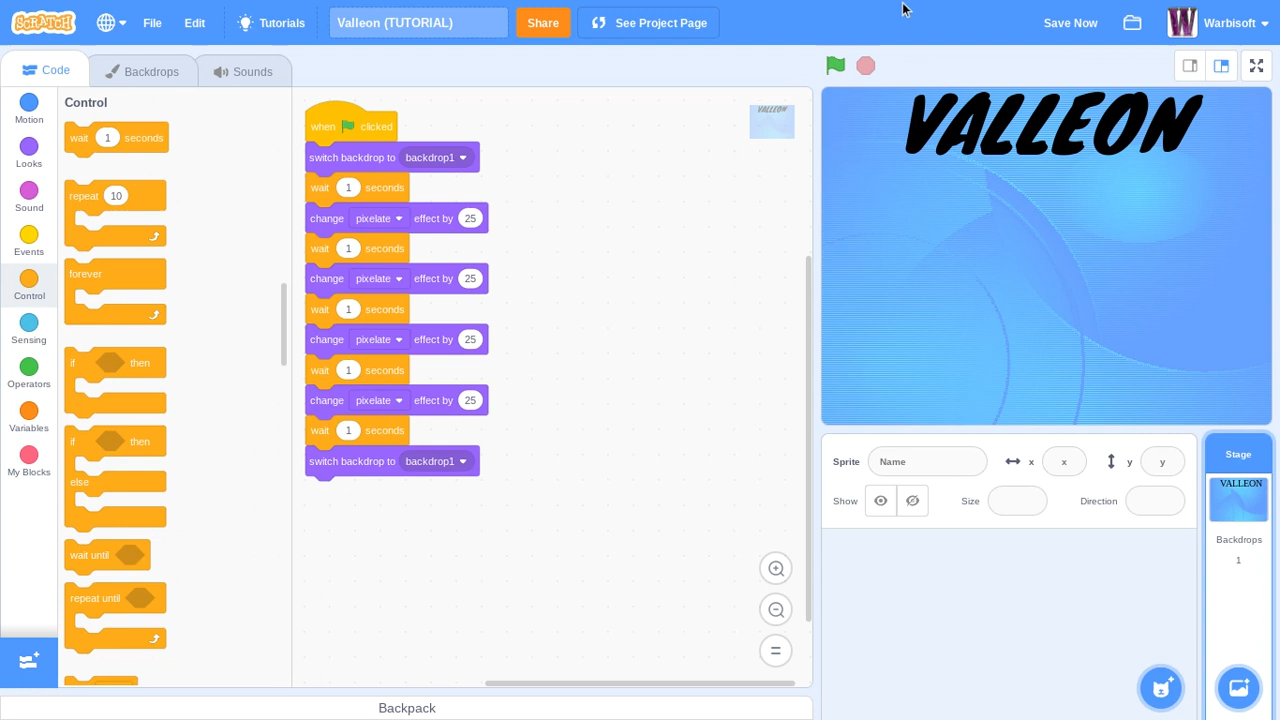 SCRATCH
File
Edit
Tutorials
Valleon (TUTORIAL)
Share
See Project Page
Save Now
Warbisoft
Code
Backdrops
Sounds
Motion
Looks
Sound
Events
Control
Sensing
Operators
Variables
My Blocks
Control
wait 1 seconds
repeat 10
forever
if then
if then
else
wait until
repeat until
when clicked
switch backdrop to backdrop1
wait 1 seconds
change pixelate effect by 25
wait 1 seconds
change pixelate effect by 25
wait 1 seconds
change pixelate effect by 25
wait 1 seconds
change pixelate effect by 25
wait 1 seconds
switch backdrop to backdrop1
VALLEON
VALLEON
Sprite Name x x y y
Show Size Direction
Stage
VALLEON
Backdrops
1
Backpack